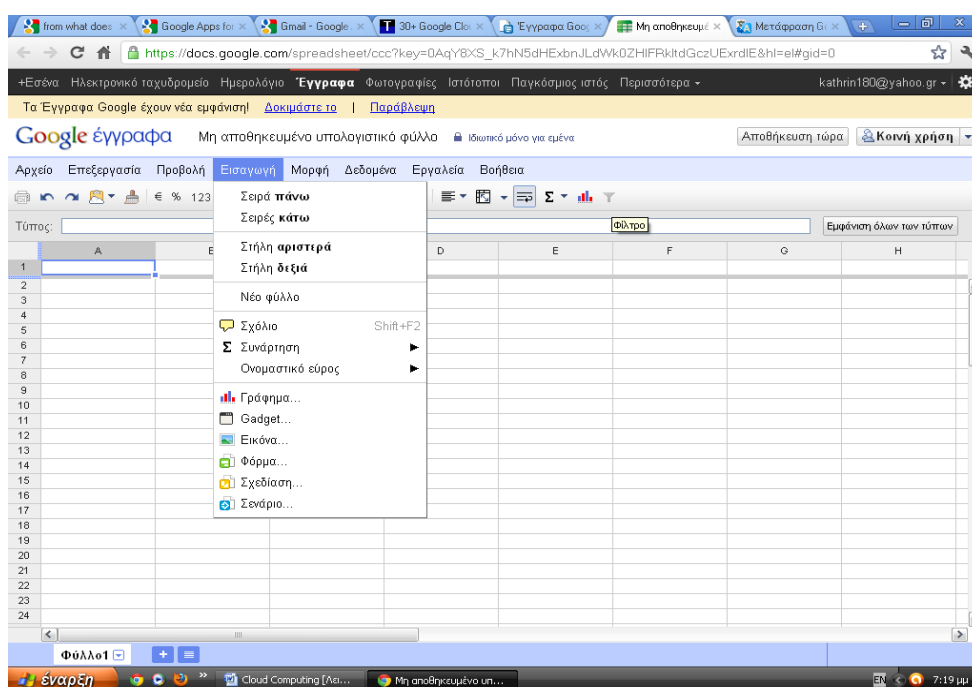 from what does Google Apps for Gmail - Google 30+ Google Clou Έγγραφα Goog Μη αποθηκευμέ Μετάφραση G
https://docs.google.com/spreadsheet/ccc?key=0AqY8XS_k7hN5dHExbnJLdWk0ZHlFRkltdGczUExrdlE&hl=el#gid=0
+Εσένα Ηλεκτρονικό ταχυδρομείο Ημερολόγιο Έγγραφα Φωτογραφίες Ιστότοποι Παγκόσμιος ιστός Περισσότερα kathrin180@yahoo.gr
Τα Έγγραφα Google έχουν νέα εμφάνιση! Δοκιμάστε το | Παράβλεψη
Google έγγραφα Μη αποθηκευμένο υπολογιστικό φύλλο Ιδιωτικό μόνο για εμένα Αποθήκευση τώρα Κοινή χρήση
Αρχείο Επεξεργασία Προβολή Εισαγωγή Μορφή Δεδομένα Εργαλεία Βοήθεια
€ % 123 Σ
Τύπος: Φίλτρο Εμφάνιση όλων των τύπων
A D E F G H
Σειρά πάνω
Σειρές κάτω
Στήλη αριστερά
Στήλη δεξιά
Νέο φύλλο
Σχόλιο Shift+F2
Σ Συνάρτηση
Ονομαστικό εύρος
Γράφημα...
Gadget...
Εικόνα...
Φόρμα...
Σχεδίαση...
Σενάριο...
1
2
3
4
5
6
7
8
9
10
11
12
13
14
15
16
17
18
19
20
21
22
23
24
Φύλλο1
έναρξη Cloud Computing [Λει... Μη αποθηκευμένο υπ... EN 7:19 μμ